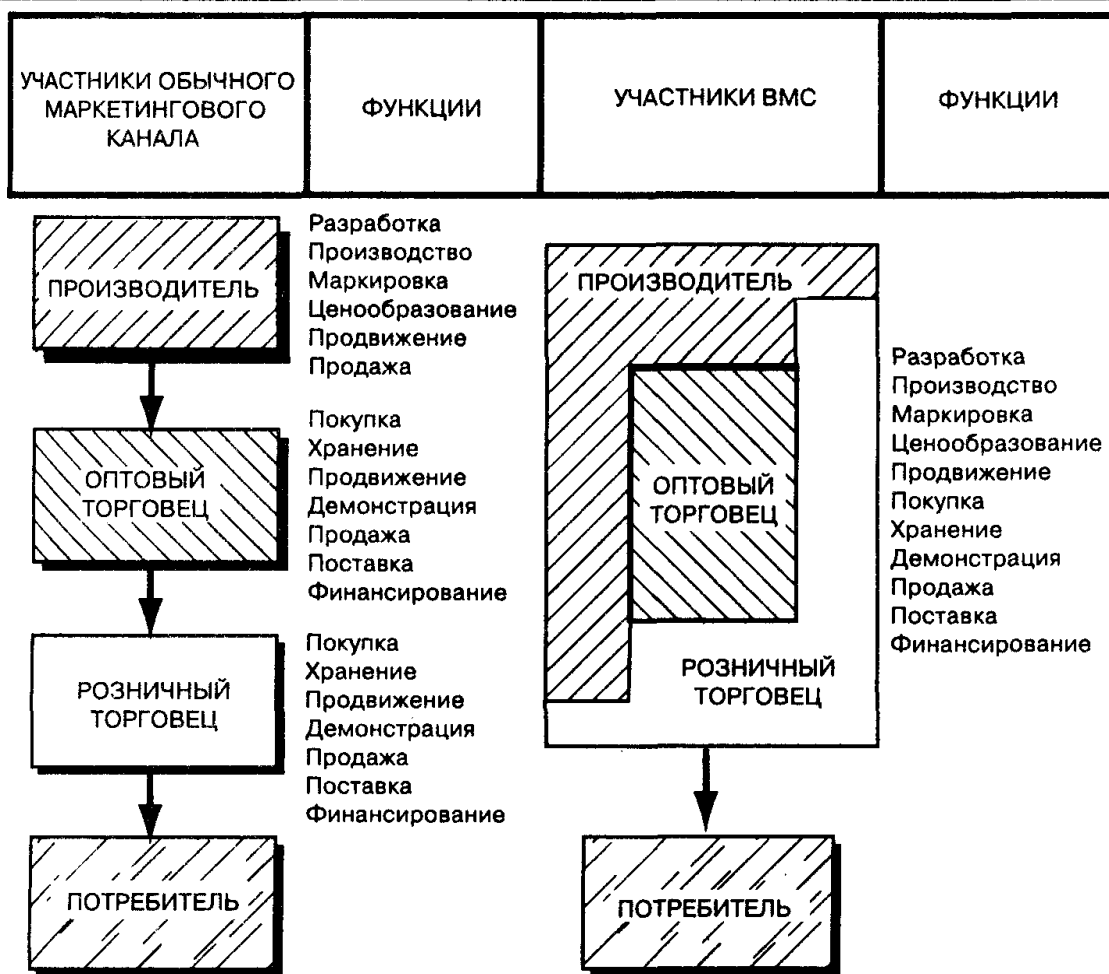 УЧАСТНИКИ ОБЫЧНОГО
МАРКЕТИНГОВОГО
КАНАЛА
ФУНКЦИИ
УЧАСТНИКИ ВМС
ФУНКЦИИ
ПРОИЗВОДИТЕЛЬ
Разработка
Производство
Маркировка
Ценообразование
Продвижение
Продажа
ОПТОВЫЙ
ТОРГОВЕЦ
Покупка
Хранение
Продвижение
Демонстрация
Продажа
Поставка
Финансирование
РОЗНИЧНЫЙ
ТОРГОВЕЦ
Покупка
Хранение
Продвижение
Демонстрация
Продажа
Поставка
Финансирование
ПОТРЕБИТЕЛЬ
ПРОИЗВОДИТЕЛЬ
ОПТОВЫЙ
ТОРГОВЕЦ
РОЗНИЧНЫЙ
ТОРГОВЕЦ
Разработка
Производство
Маркировка
Ценообразование
Продвижение
Покупка
Хранение
Демонстрация
Продажа
Поставка
Финансирование
ПОТРЕБИТЕЛЬ